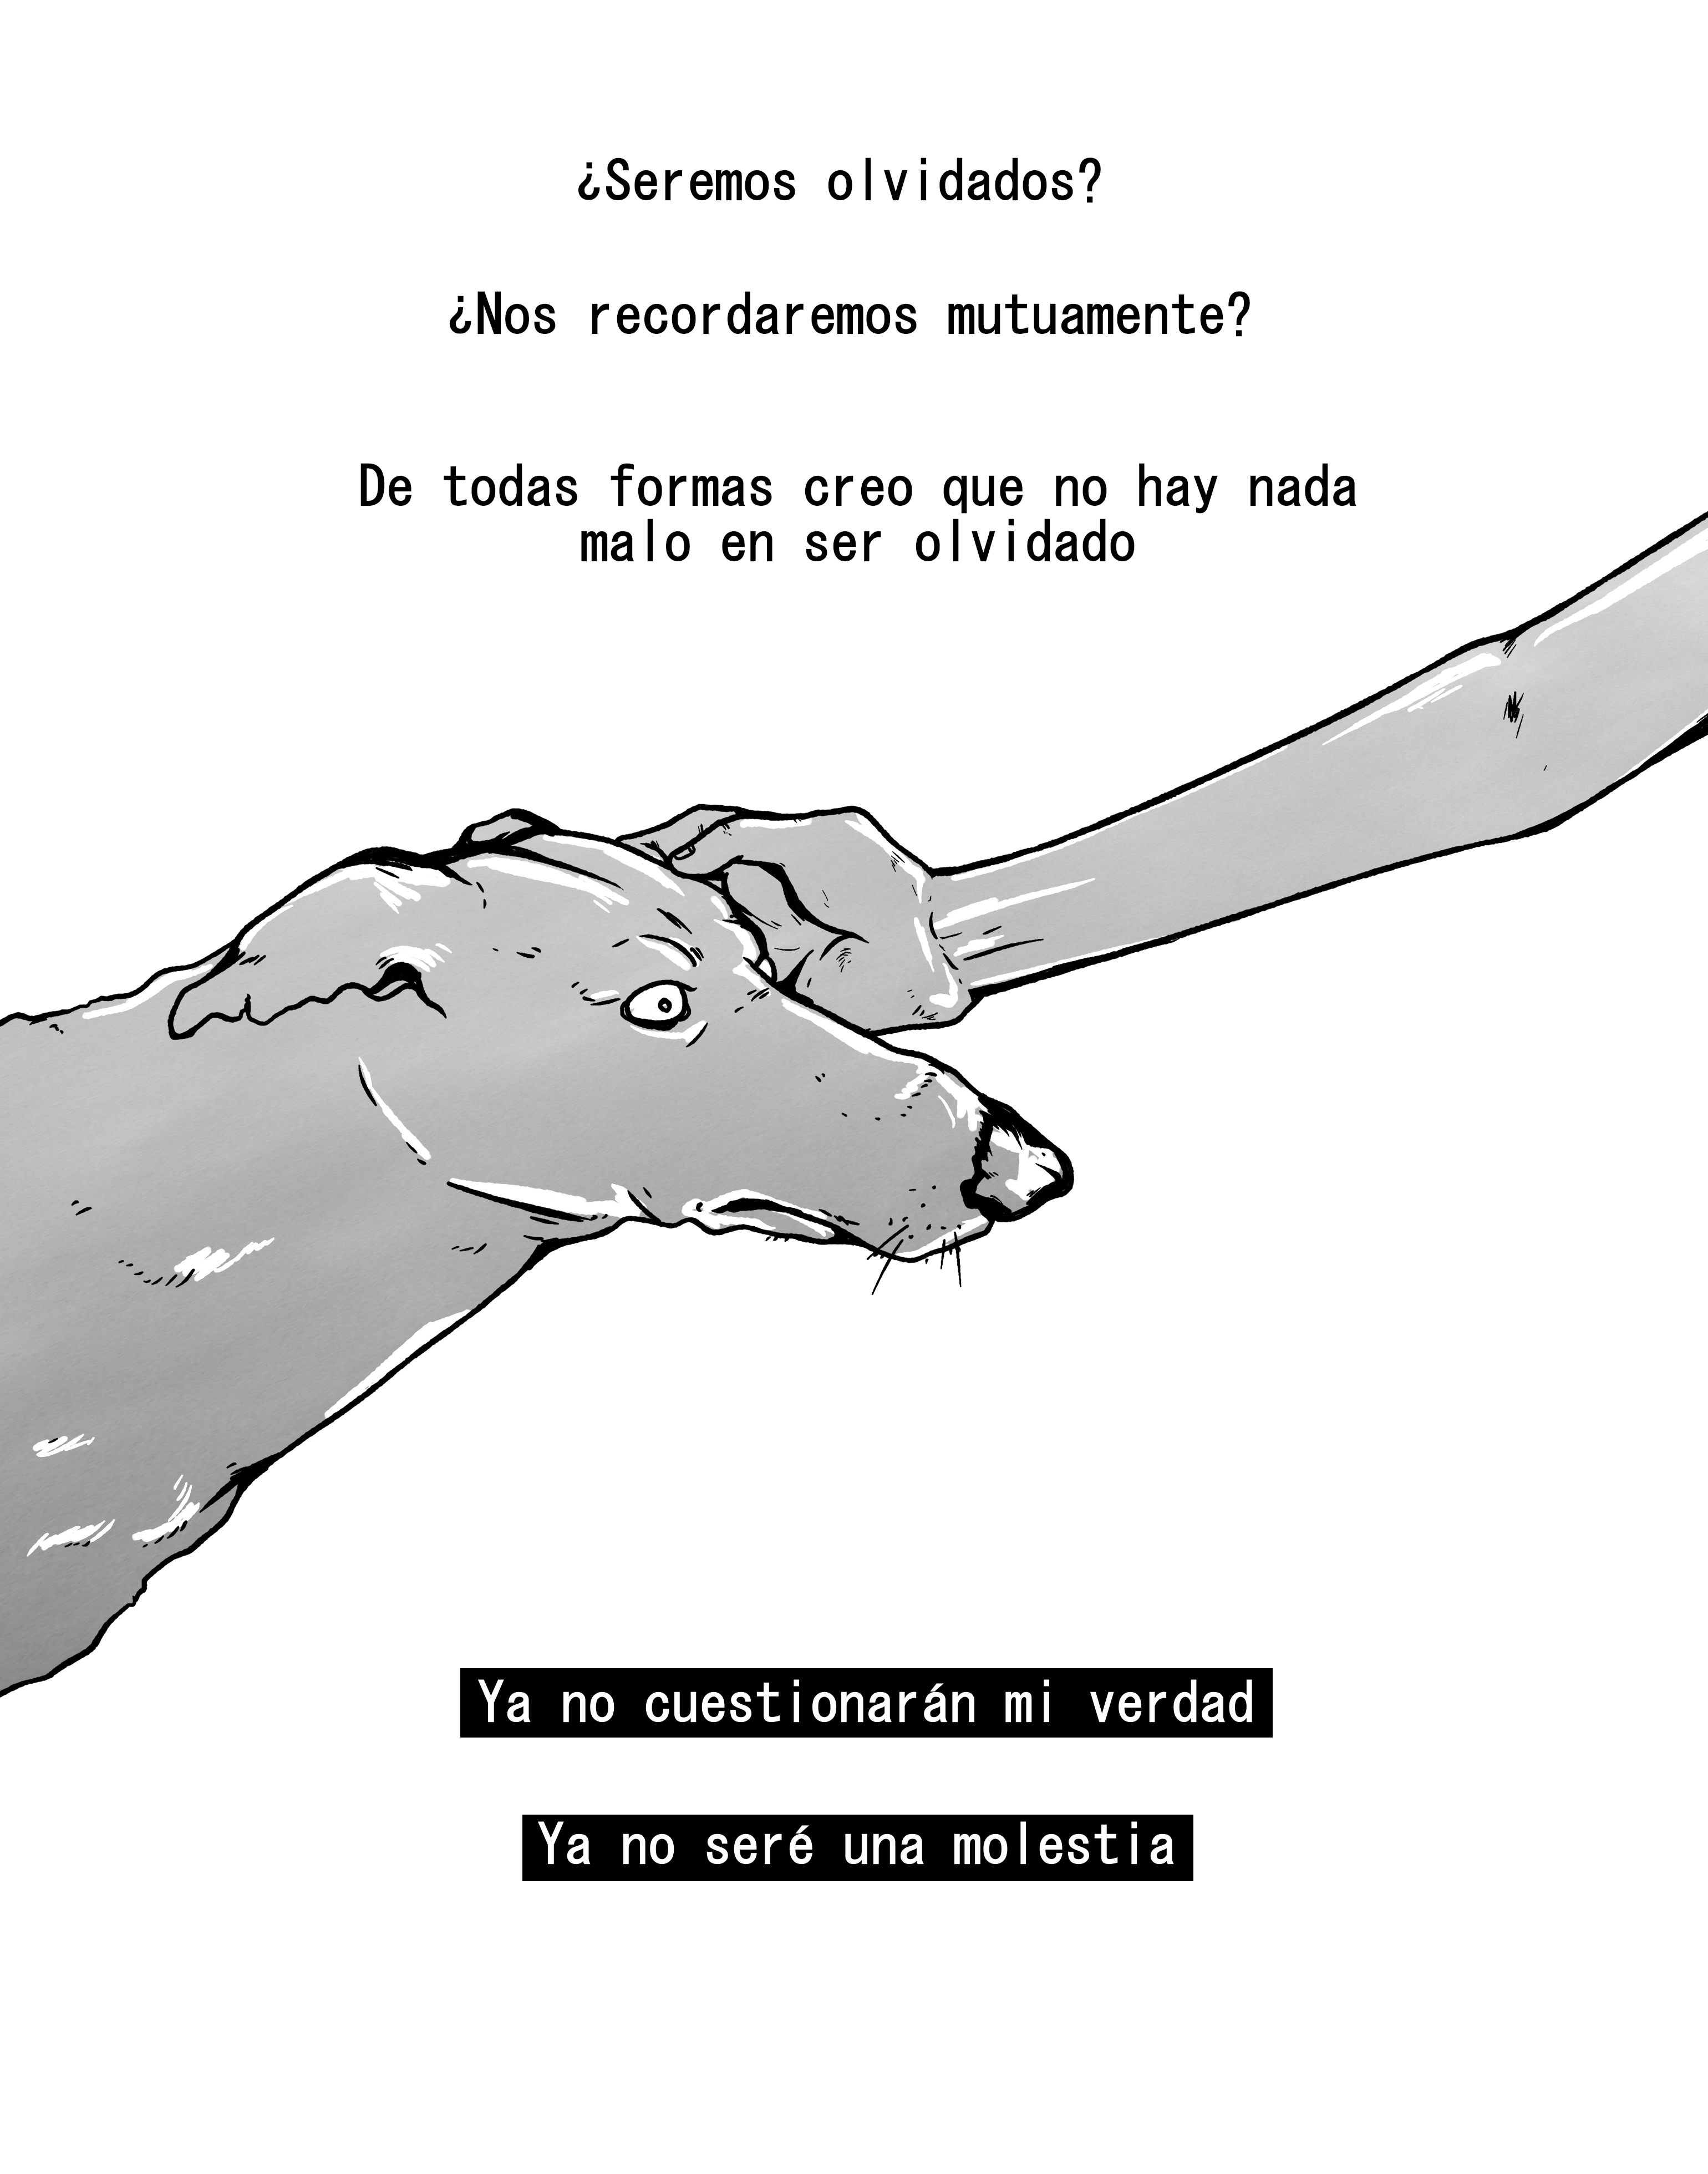 ¿Seremos olvidados?
¿Nos recordaremos mutuamente?
De todas formas creo que no hay nada
malo en ser olvidado
Ya no cuestionarán mi verdad
Ya no seré una molestia